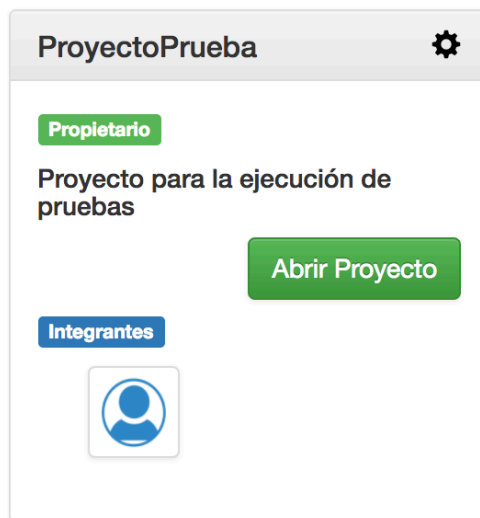 ProyectoPrueba
Propietario
Proyecto para la ejecución de
pruebas
Abrir Proyecto
Integrantes